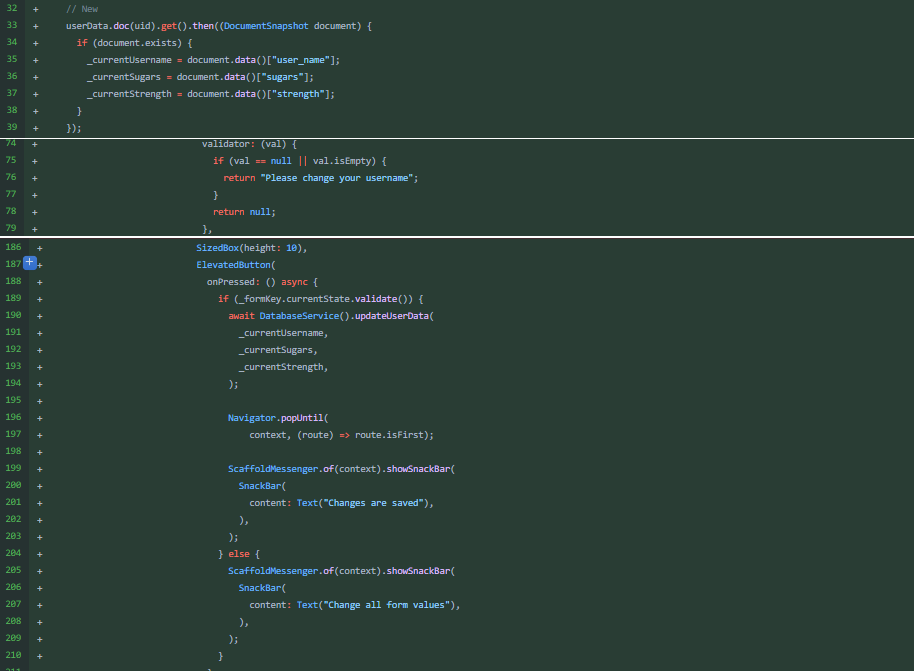 32 + // New
33 + userData.doc(uid).get().then((DocumentSnapshot document) {
34 + if (document.exists) {
35 + _currentUsername = document.data()["user_name"];
36 + _currentSugars = document.data()["sugars"];
37 + _currentStrength = document.data()["strength"];
38 + }
39 + });
74 + validator: (val) {
75 + if (val == null || val.isEmpty) {
76 + return "Please change your username";
77 + }
78 + return null;
79 + },
186 + SizedBox(height: 10),
187 + ElevatedButton(
188 + onPressed: () async {
189 + if (_formKey.currentState.validate()) {
190 + await DatabaseService().updateUserData(
191 + _currentUsername,
192 + _currentSugars,
193 + _currentStrength,
194 + );
195 +
196 + Navigator.popUntil(
197 + context, (route) => route.isFirst);
198 +
199 + ScaffoldMessenger.of(context).showSnackBar(
200 + SnackBar(
201 + content: Text("Changes are saved"),
202 + ),
203 + );
204 + } else {
205 + ScaffoldMessenger.of(context).showSnackBar(
206 + SnackBar(
207 + content: Text("Change all form values"),
208 + ),
209 + );
210 + }